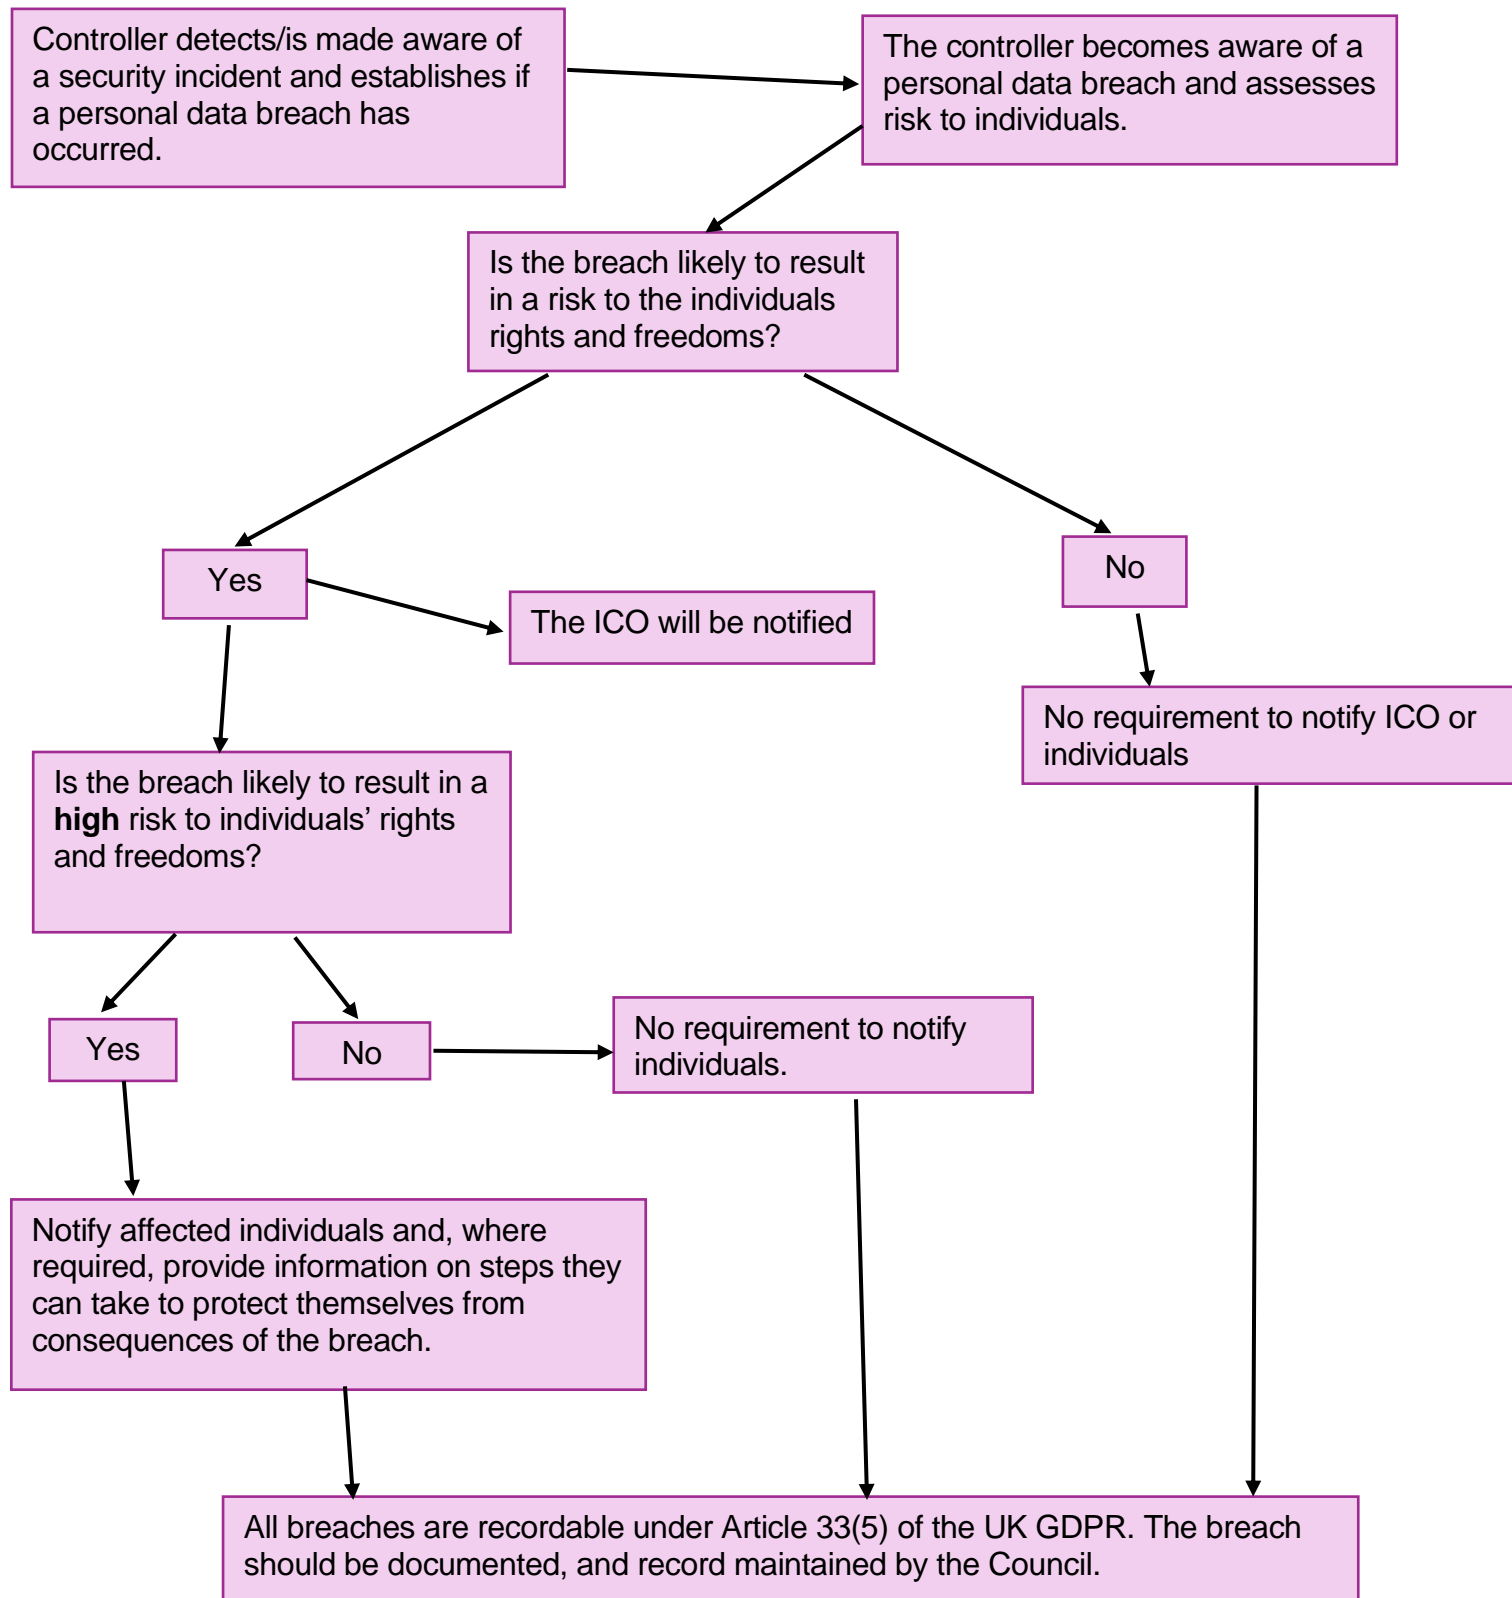 Controller detects/is made aware of
a security incident and establishes if
a personal data breach has
occurred.
The controller becomes aware of a
personal data breach and assesses
risk to individuals.
Is the breach likely to result
in a risk to the individuals
rights and freedoms?
Yes
No
The ICO will be notified
No requirement to notify ICO or
individuals
Is the breach likely to result in a
high risk to individuals’ rights
and freedoms?
Yes
No
No requirement to notify
individuals.
Notify affected individuals and, where
required, provide information on steps they
can take to protect themselves from
consequences of the breach.
All breaches are recordable under Article 33(5) of the UK GDPR. The breach
should be documented, and record maintained by the Council.